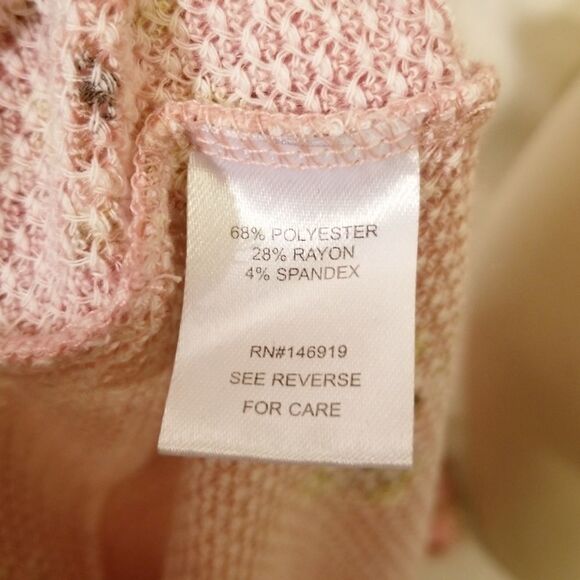 68% POLYESTER
28% RAYON
4% SPANDEX
RN#146919
SEE REVERSE
FOR CARE